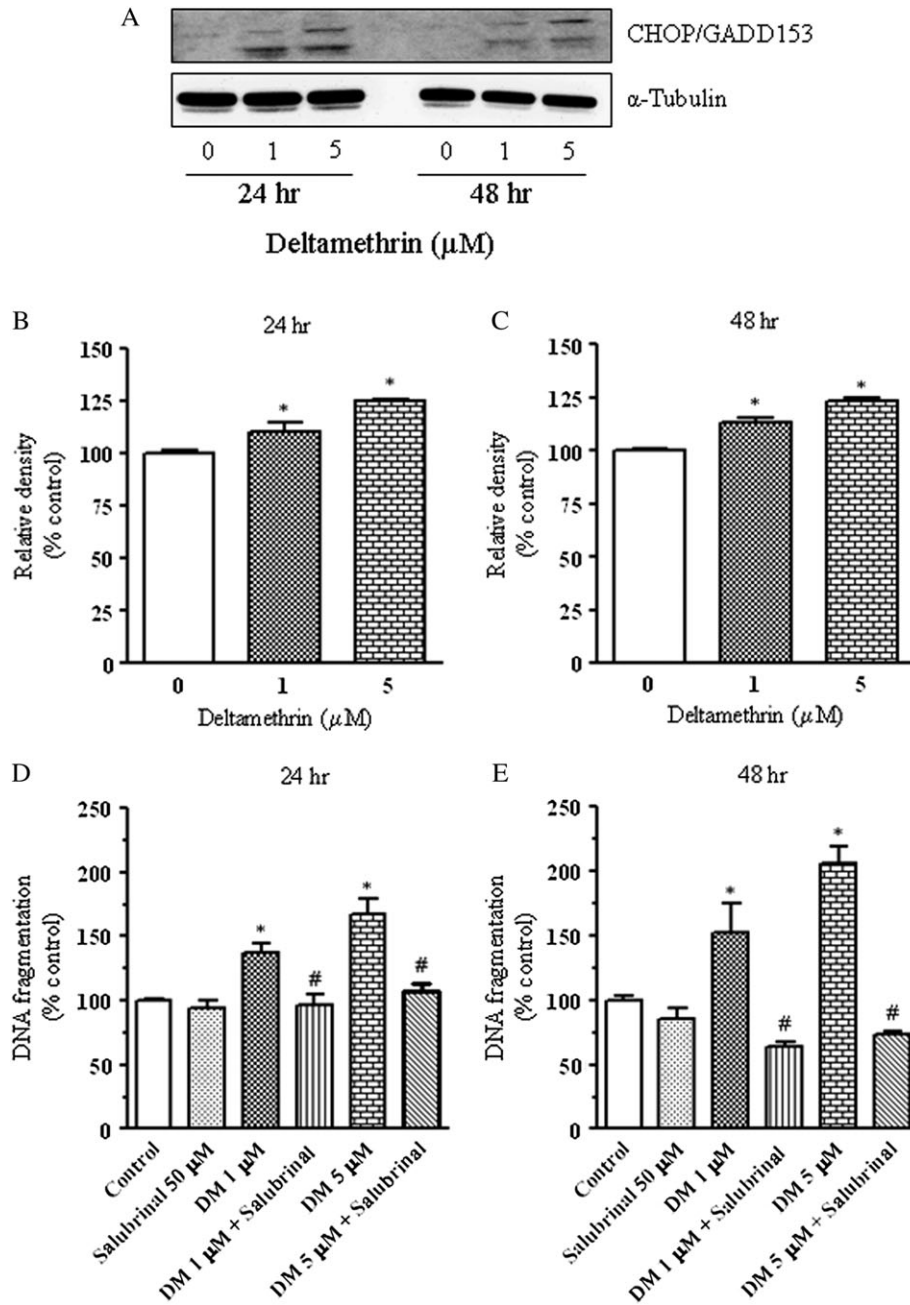 A
CHOP/GADD153
α-Tubulin
0 1 5 0 1 5
24 hr 48 hr
Deltamethrin (µM)
B
24 hr
Relative density
(% control)
150
125
100
75
50
25
0
*
*
0 1 5
Deltamethrin (µM)
C
48 hr
Relative density
(% control)
150
125
100
75
50
25
0
*
*
0 1 5
Deltamethrin (µM)
D
24 hr
DNA fragmentation
(% control)
250
200
150
100
50
0
*
#
*
#
Control
Salubrinal 50 µM
DM 1 µM
DM 1 µM + Salubrinal
DM 5 µM
DM 5 µM + Salubrinal
E
48 hr
DNA fragmentation
(% control)
250
200
150
100
50
0
*
#
*
#
Control
Salubrinal 50 µM
DM 1 µM
DM 1 µM + Salubrinal
DM 5 µM
DM 5 µM + Salubrinal